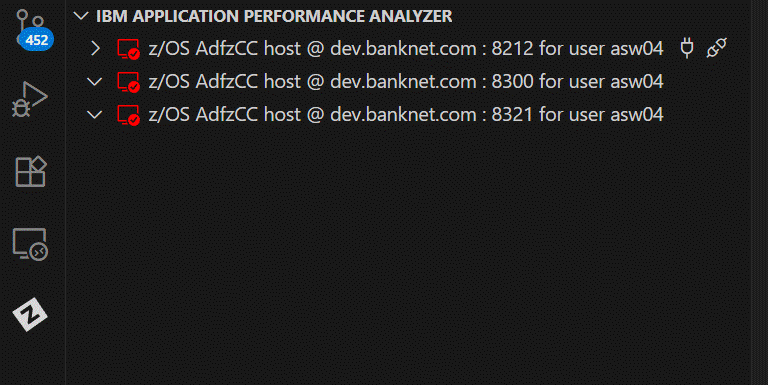 IBM APPLICATION PERFORMANCE ANALYZER
452
z/OS AdfzCC host @ dev.banknet.com : 8212 for user asw04
z/OS AdfzCC host @ dev.banknet.com : 8300 for user asw04
z/OS AdfzCC host @ dev.banknet.com : 8321 for user asw04
Z